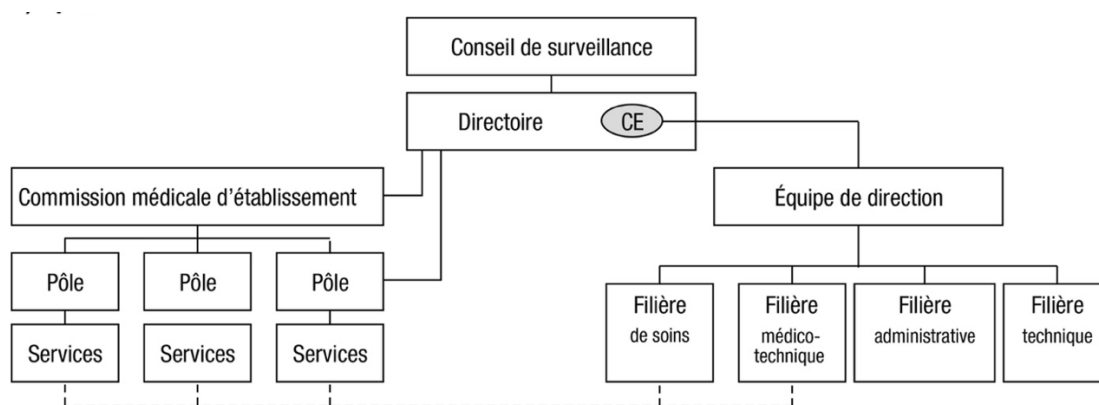 Conseil de surveillance
Directoire
CE
Commission médicale d'établissement
Équipe de direction
Pôle
Pôle
Pôle
Services
Services
Services
Filière
de soins
Filière
médico-
technique
Filière
administrative
Filière
technique